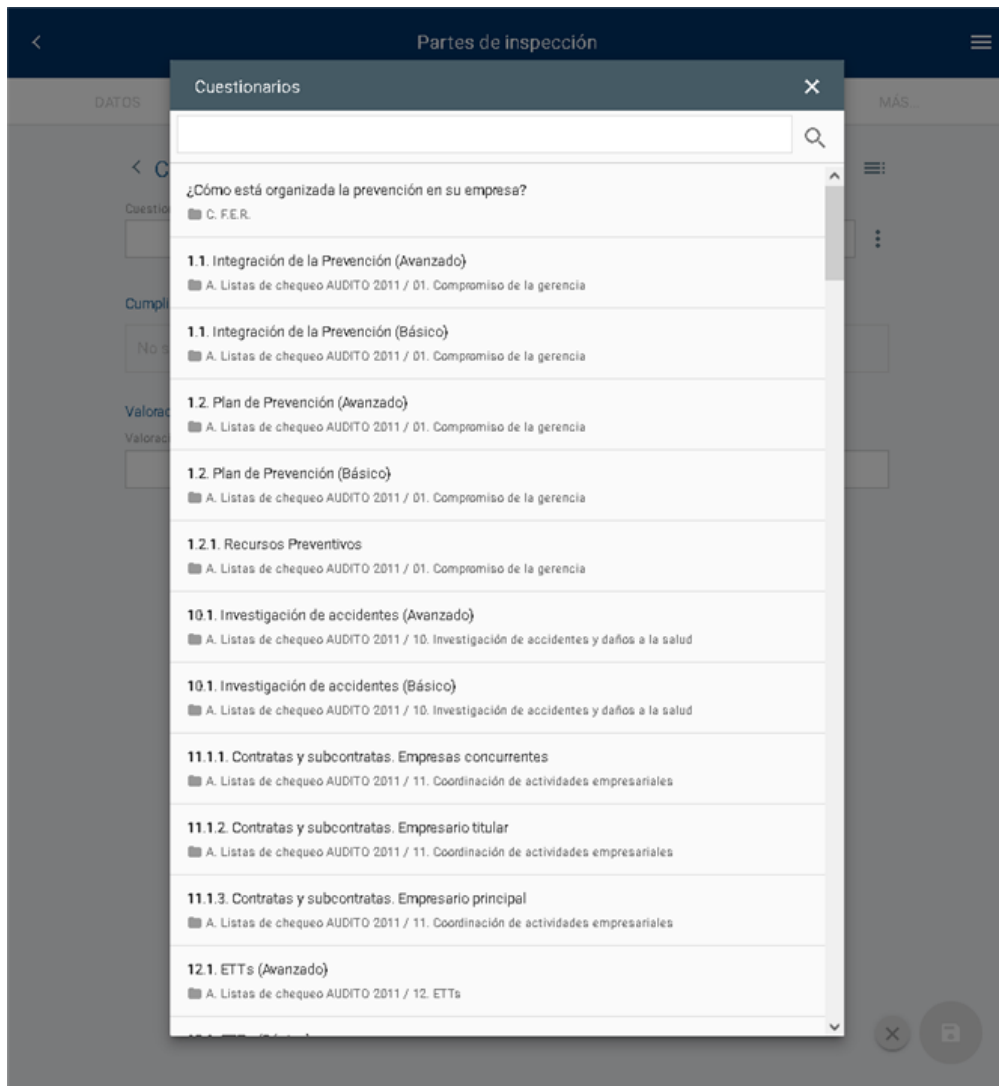 Partes de inspección
DATOS
MÁS...
Cuestionarios
¿Cómo está organizada la prevención en su empresa?
C. F.E.R.
1.1. Integración de la Prevención (Avanzado)
A. Listas de chequeo AUDITO 2011 / 01. Compromiso de la gerencia
1.1. Integración de la Prevención (Básico)
A. Listas de chequeo AUDITO 2011 / 01. Compromiso de la gerencia
1.2. Plan de Prevención (Avanzado)
A. Listas de chequeo AUDITO 2011 / 01. Compromiso de la gerencia
1.2. Plan de Prevención (Básico)
A. Listas de chequeo AUDITO 2011 / 01. Compromiso de la gerencia
1.2.1. Recursos Preventivos
A. Listas de chequeo AUDITO 2011 / 01. Compromiso de la gerencia
10.1. Investigación de accidentes (Avanzado)
A. Listas de chequeo AUDITO 2011 / 10. Investigación de accidentes y daños a la salud
10.1. Investigación de accidentes (Básico)
A. Listas de chequeo AUDITO 2011 / 10. Investigación de accidentes y daños a la salud
11.1.1. Contratas y subcontratas. Empresas concurrentes
A. Listas de chequeo AUDITO 2011 / 11. Coordinación de actividades empresariales
11.1.2. Contratas y subcontratas. Empresario titular
A. Listas de chequeo AUDITO 2011 / 11. Coordinación de actividades empresariales
11.1.3. Contratas y subcontratas. Empresario principal
A. Listas de chequeo AUDITO 2011 / 11. Coordinación de actividades empresariales
12.1. ETTs (Avanzado)
A. Listas de chequeo AUDITO 2011 / 12. ETTs
C
Cuestio
Cumpli
No s
Valorac
Valoraci